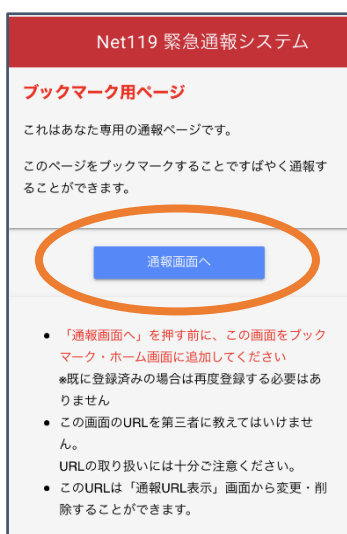 Net119 緊急通報システム
ブックマーク用ページ
これはあなた専用の通報ページです。
このページをブックマークすることですばやく通報す
ることができます。
通報画面へ
● 「通報画面へ」を押す前に、この画面をブック
マーク・ホーム画面に追加してください
※既に登録済みの場合は再度登録する必要はあ
りません
● この画面のURLを第三者に教えてはいけませ
ん。
URLの取り扱いには十分ご注意ください。
● このURLは「通報URL表示」画面から変更・削
除することができます。